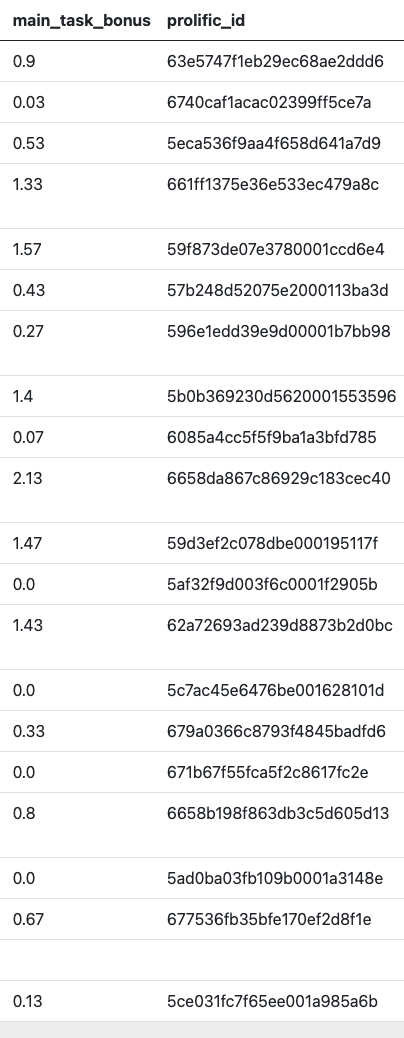 main_task_bonus prolific_id
0.9 63e5747f1eb29ec68ae2ddd6
0.03 6740caf1acac02399ff5ce7a
0.53 5eca536f9aa4f658d641a7d9
1.33 661ff1375e36e533ec479a8c
1.57 59f873de07e3780001ccd6e4
0.43 57b248d52075e2000113ba3d
0.27 596e1edd39e9d00001b7bb98
1.4 5b0b369230d5620001553596
0.07 6085a4cc5f5f9ba1a3bfd785
2.13 6658da867c86929c183cec40
1.47 59d3ef2c078dbe000195117f
0.0 5af32f9d003f6c0001f2905b
1.43 62a72693ad239d8873b2d0bc
0.0 5c7ac45e6476be001628101d
0.33 679a0366c8793f4845badfd6
0.0 671b67f55fca5f2c8617fc2e
0.8 6658b198f863db3c5d605d13
0.0 5ad0ba03fb109b0001a3148e
0.67 677536fb35bfe170ef2d8f1e
0.13 5ce031fc7f65ee001a985a6b